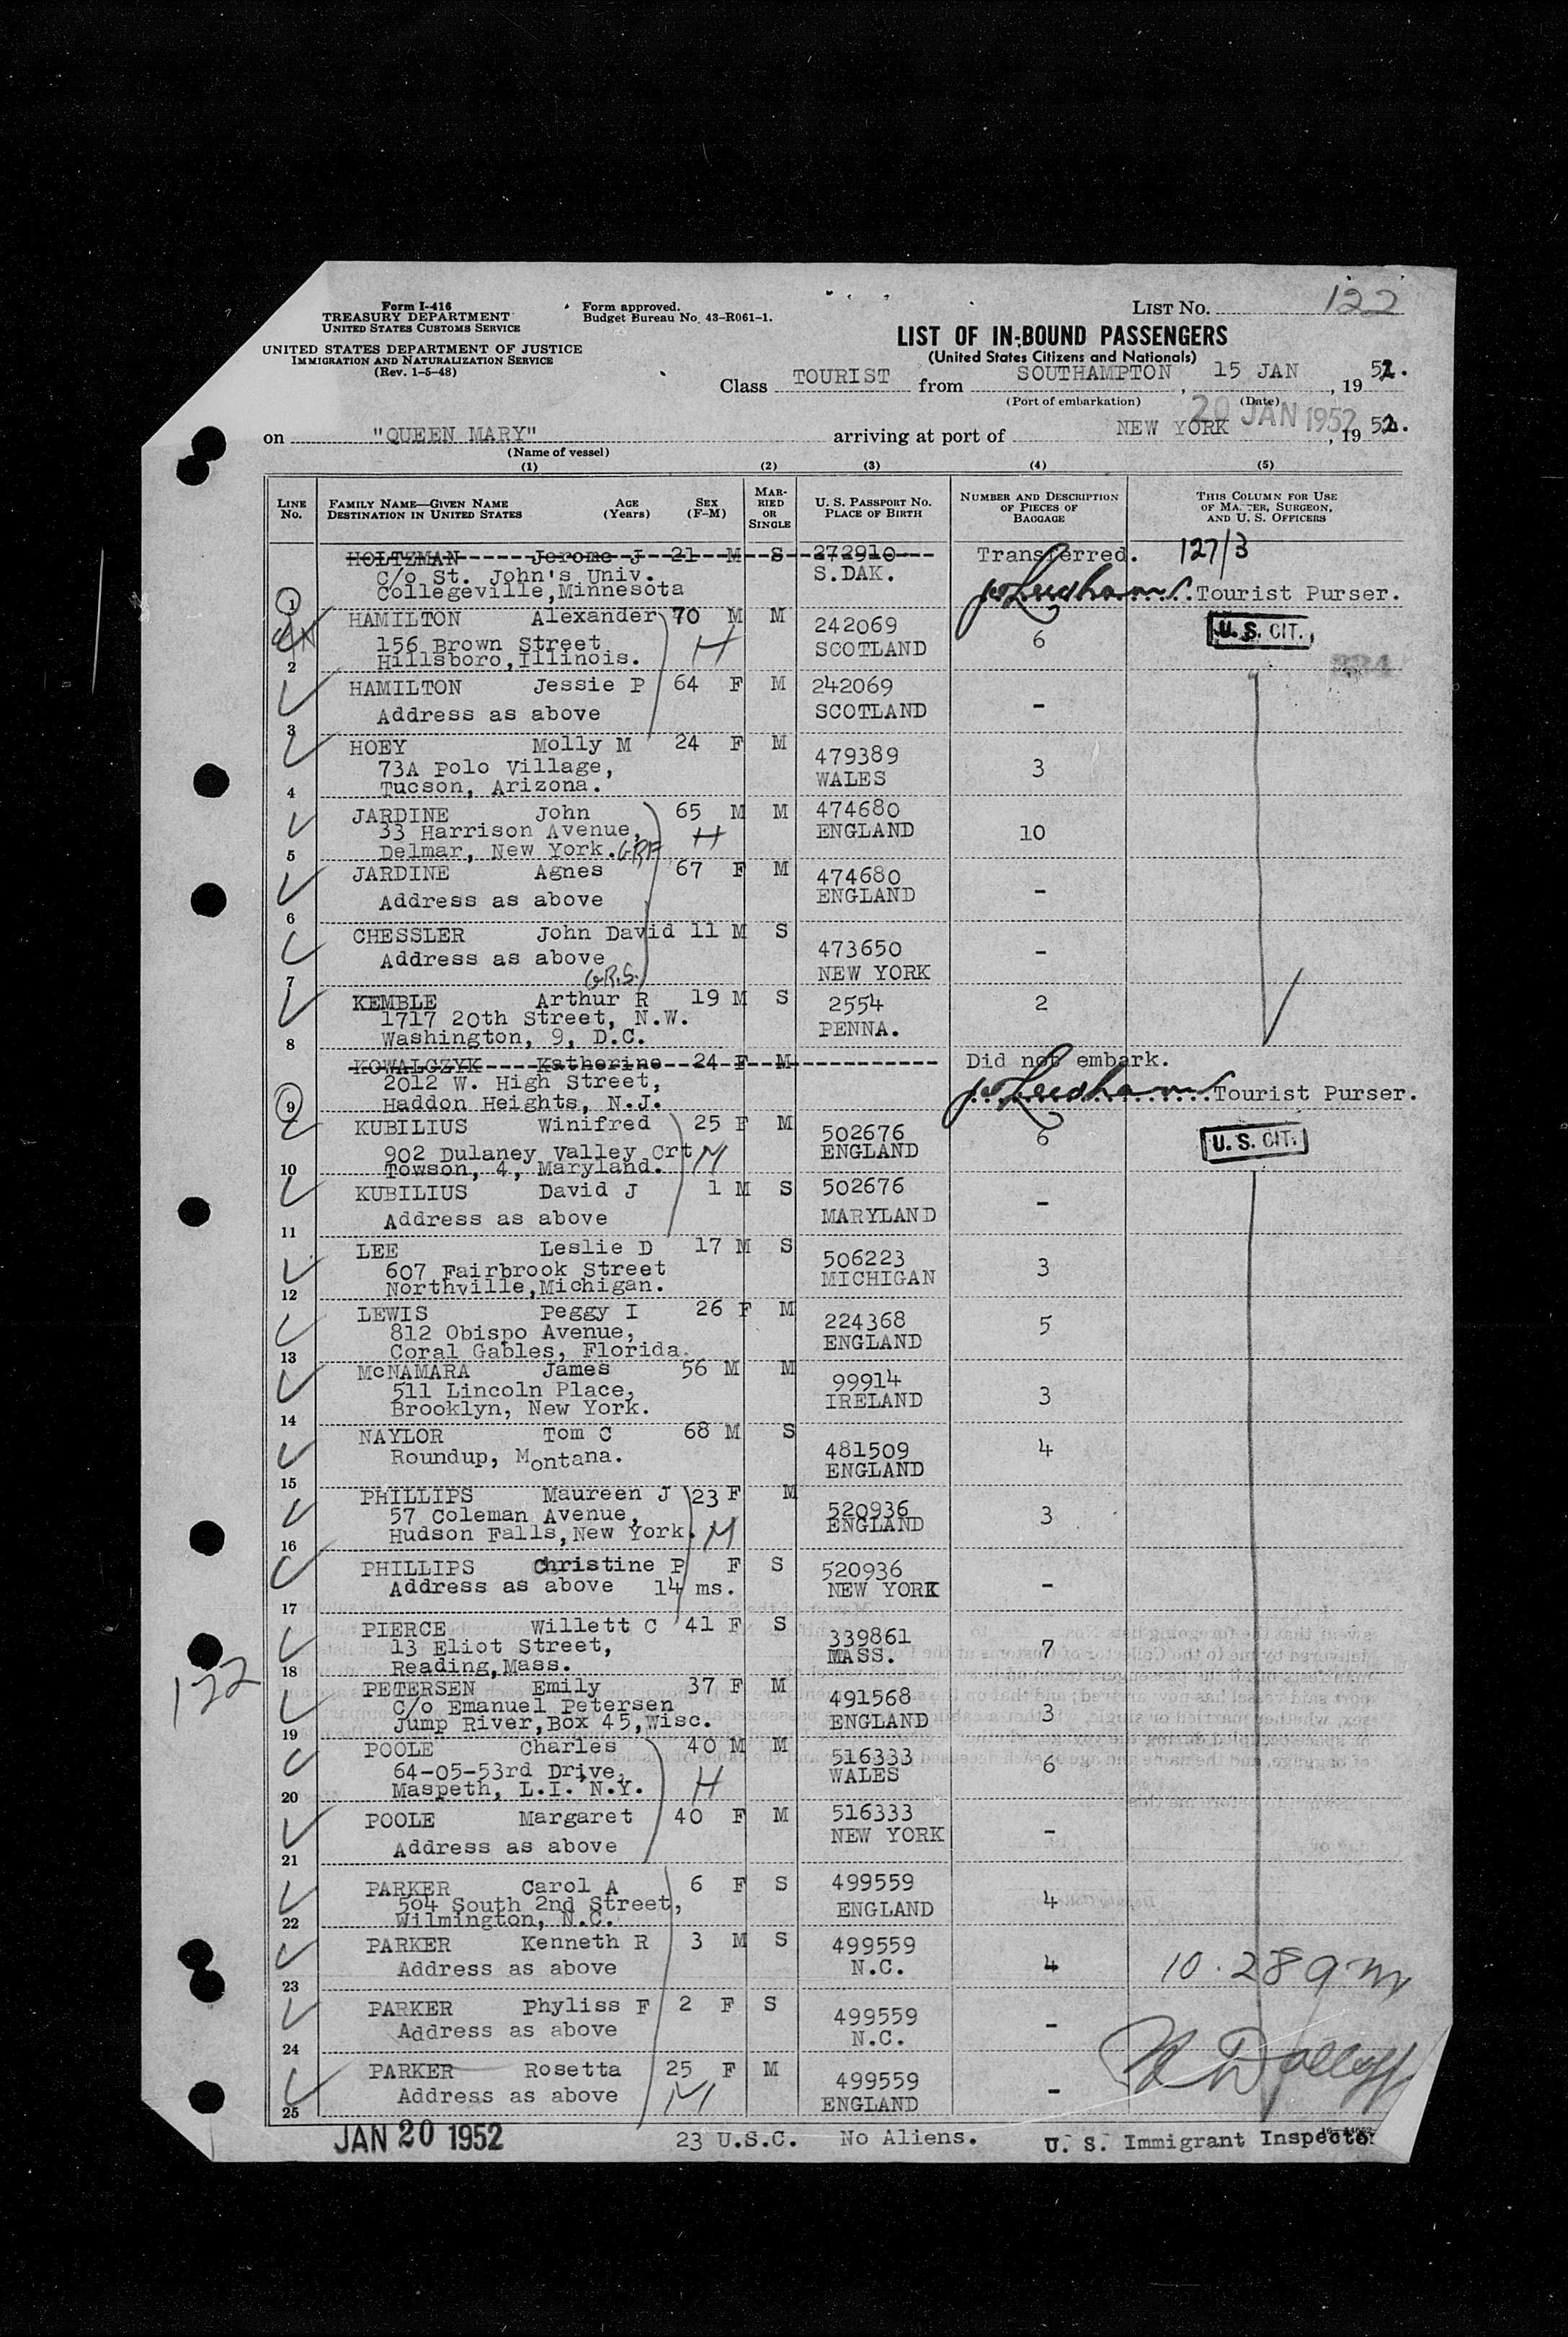 Form I-416
TREASURY DEPARTMENT
UNITED STATES CUSTOMS SERVICE
UNITED STATES DEPARTMENT OF JUSTICE
IMMIGRATION AND NATURALIZATION SERVICE
(Rev. 1-5-48)
Form approved.
Budget Bureau No. 43-R061-1.
LIST NO. 122
LIST OF IN-BOUND PASSENGERS
(United States Citizens and Nationals)
Class TOURIST from SOUTHAMPTON, 15 JAN, 1952.
(Port of embarkation) (Date)
20 JAN 1952
on "QUEEN MARY" arriving at port of NEW YORK, 1952.
(Name of vessel)
(1) (2) (3) (4) (5)
LINE NO. FAMILY NAME—GIVEN NAME DESTINATION IN UNITED STATES AGE (Years) SEX (F-M) MARRIED OR SINGLE U. S. PASSPORT NO. PLACE OF BIRTH NUMBER AND DESCRIPTION OF PIECES OF BAGGAGE THIS COLUMN FOR USE OF MASTER, SURGEON, AND U. S. OFFICERS
HOLTZMAN Jerome J 21 M S 272910 Transferred. 127/3
c/o St. John's Univ. S.DAK.
1 Collegeville,Minnesota Tourist Purser.
HAMILTON Alexander 70 M M 242069 6 U.S. CIT.
156 Brown Street H SCOTLAND
2 Hillsboro,Illinois.
HAMILTON Jessie P 64 F M 242069 -
3 Address as above SCOTLAND
HOEY Molly M 24 F M 479389 3
73A Polo Village, WALES
4 Tucson, Arizona.
JARDINE John 65 M M 474680 10
33 Harrison Avenue, H ENGLAND
5 Delmar, New York.
JARDINE Agnes 67 F M 474680 -
6 Address as above ENGLAND
CHESSLER John David 11 M S 473650 -
7 Address as above NEW YORK
G.R.S.
KEMBLE Arthur R 19 M S 2554 2
1717 20th Street, N.W. PENNA.
8 Washington, 9, D.C.
KOWALCZYK Katherine 24 F M Did not embark.
2012 W. High Street,
9 Haddon Heights, N.J. Tourist Purser.
KUBILIUS Winifred 25 F M 502676 6 U.S. CIT.
902 Dulaney Valley Crt M ENGLAND
10 Towson, 4, Maryland.
KUBILIUS David J 1 M S 502676 -
11 Address as above MARYLAND
LEE Leslie D 17 M S 506223 3
607 Fairbrook Street MICHIGAN
12 Northville,Michigan.
LEWIS Peggy I 26 F M 224368 5
812 Obispo Avenue, ENGLAND
13 Coral Gables, Florida.
McNAMARA James 56 M M 99914 3
511 Lincoln Place, IRELAND
14 Brooklyn, New York.
NAYLOR Tom C 68 M S 481509 4
15 Roundup, Montana. ENGLAND
PHILLIPS Maureen J 23 F M 520936 3
57 Coleman Avenue, ENGLAND
16 Hudson Falls,New York. M
PHILLIPS Christine P F S 520936 -
17 Address as above 14 ms. NEW YORK
PIERCE Willett C 41 F S 339861 7
13 Eliot Street, MASS.
18 Reading,Mass.
122
PETERSEN Emily 37 F M 491568 3
c/o Emanuel Petersen ENGLAND
19 Jump River,Box 45,Wisc.
POOLE Charles 40 M M 516333 6
64-05-53rd Drive, H WALES
20 Maspeth, L.I. N.Y.
POOLE Margaret 40 F M 516333 -
21 Address as above NEW YORK
PARKER Carol A 6 F S 499559 4
504 South 2nd Street, ENGLAND
22 Wilmington, N.C.
PARKER Kenneth R 3 M S 499559 4
23 Address as above N.C. 10.28 am
PARKER Phyliss F 2 F S 499559 -
24 Address as above N.C.
PARKER Rosetta 25 F M 499559 -
25 Address as above M ENGLAND
JAN 20 1952 23 U.S.C. No Aliens. U. S. Immigrant Inspector